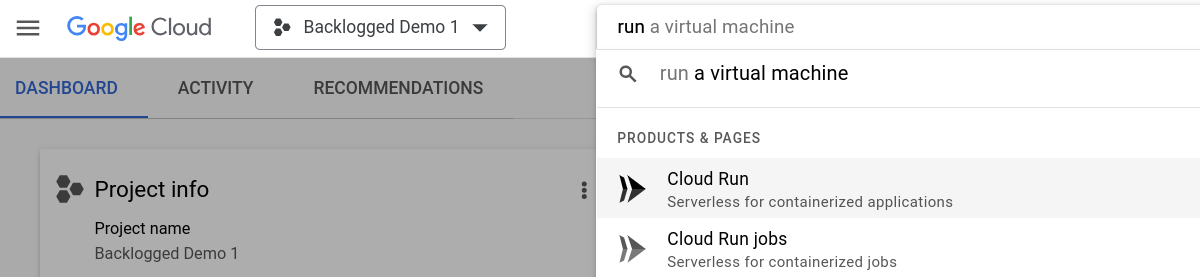 Google Cloud
Backlogged Demo 1
run a virtual machine
run a virtual machine
DASHBOARD
ACTIVITY
RECOMMENDATIONS
PRODUCTS & PAGES
Cloud Run
Serverless for containerized applications
Cloud Run jobs
Serverless for containerized jobs
Project info
Project name
Backlogged Demo 1